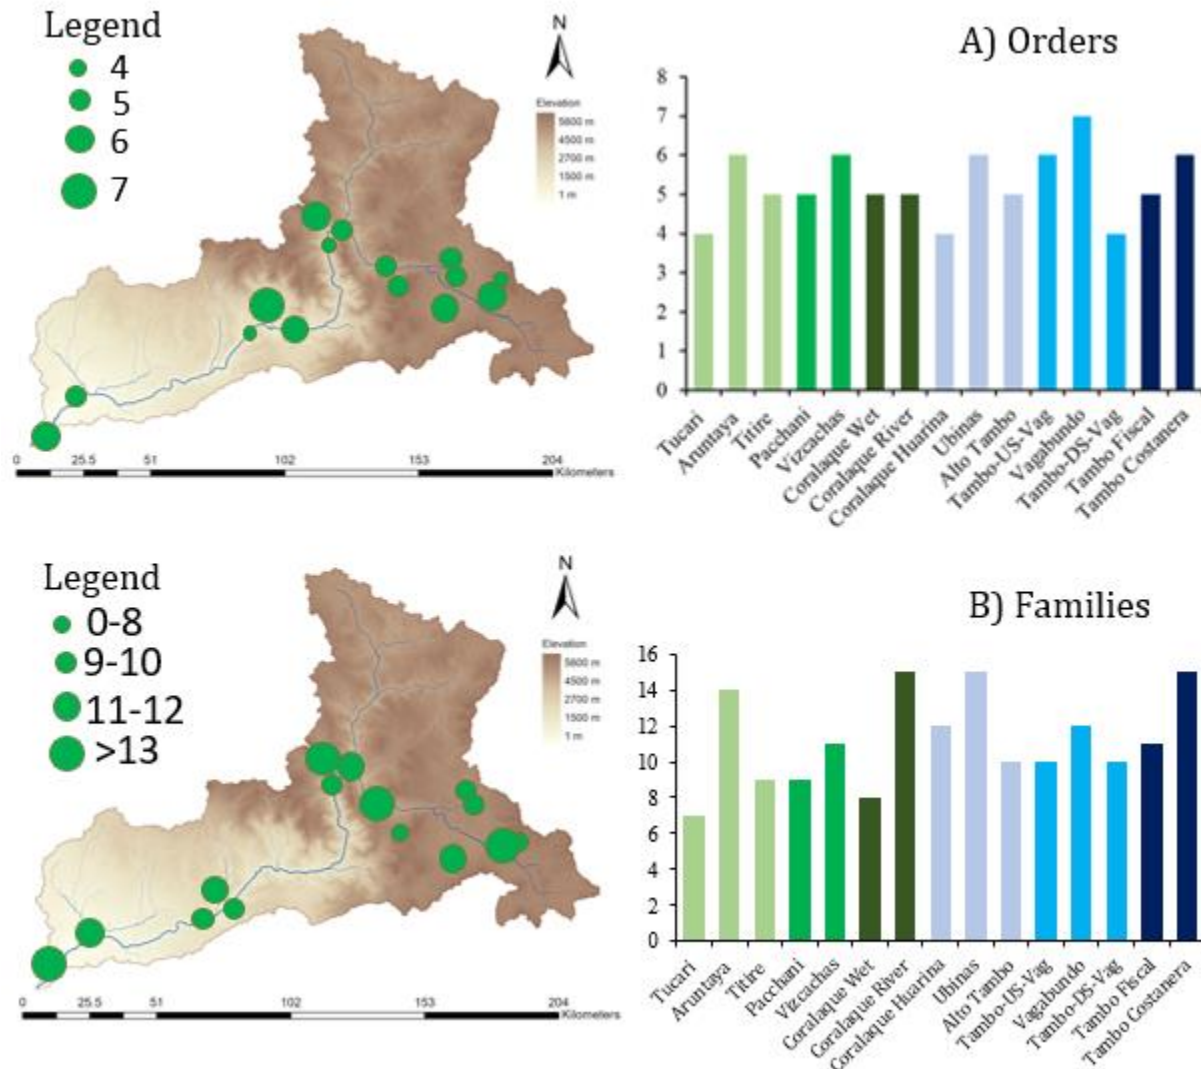 Legend
4
5
6
7
N
Elevation
5600 m
4500 m
2700 m
1500 m
1 m
0 25.5 51 102 153 204
Kilometers
A) Orders
8
7
6
5
4
3
2
1
0
Tucari
Aruntaya
Titire
Pacchani
Vizcachas
Coralaque Wet
Coralaque River
Coralaque Huarina
Ubinas
Alto Tambo
Tambo-US-Vag
Vagabundo
Tambo-DS-Vag
Tambo Fiscal
Tambo Costanera
Legend
0-8
9-10
11-12
>13
N
Elevation
5600 m
4500 m
2700 m
1500 m
1 m
0 25.5 51 102 153 204
Kilometers
B) Families
16
14
12
10
8
6
4
2
0
Tucari
Aruntaya
Titire
Pacchani
Vizcachas
Coralaque Wet
Coralaque River
Coralaque Huarina
Ubinas
Alto Tambo
Tambo-US-Vag
Vagabundo
Tambo-DS-Vag
Tambo Fiscal
Tambo Costanera